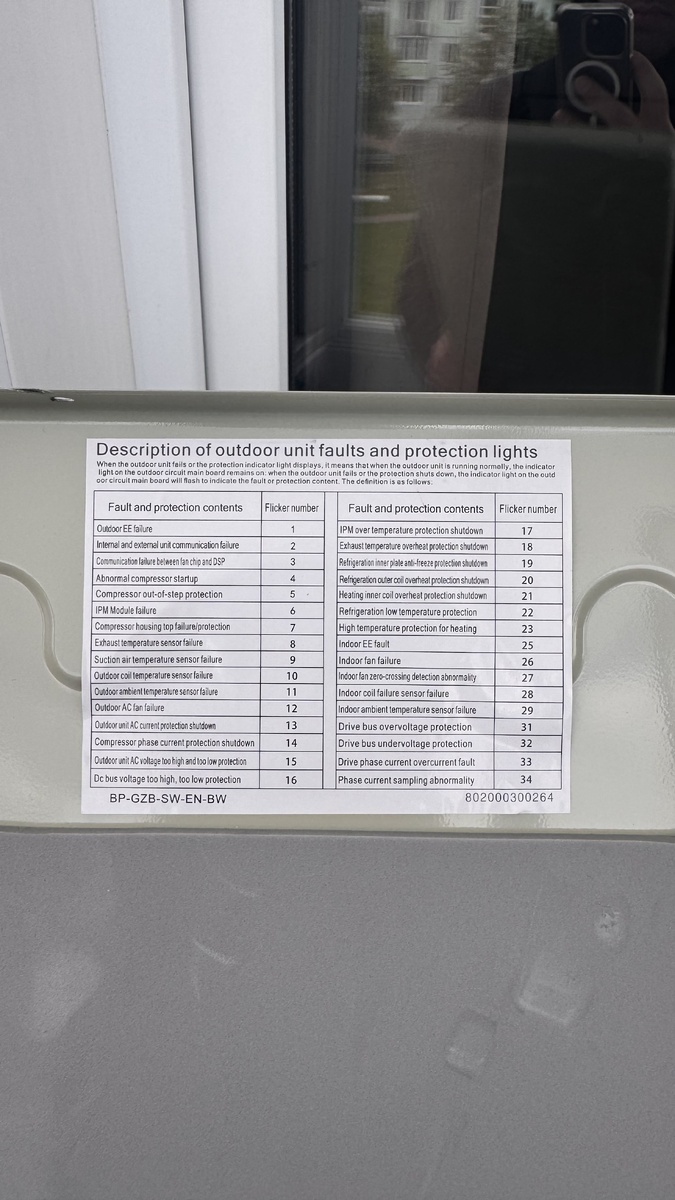 Description of outdoor unit faults and protection lights
When the outdoor unit fails or the protection indicator light displays, it means that when the outdoor unit is running normally, the indicator
light on the outdoor circuit main board remains on: when the outdoor unit fails or the protection shuts down, the indicator light on the outd
oor circuit main board will flash to indicate the fault or protection content. The definition is as follows:
Fault and protection contents Flicker number Fault and protection contents Flicker number
Outdoor EE failure 1 IPM over temperature protection shutdown 17
Internal and external unit communication failure 2 Exhaust temperature overheat protection shutdown 18
Communication failure between fan chip and DSP 3 Refrigeration inner plate anti-freeze protection shutdown 19
Abnormal compressor startup 4 Refrigeration outer coil overheat protection shutdown 20
Compressor out-of-step protection 5 Heating inner coil overheat protection shutdown 21
IPM Module failure 6 Refrigeration low temperature protection 22
Compressor housing top failure/protection 7 High temperature protection for heating 23
Exhaust temperature sensor failure 8 Indoor EE fault 25
Suction air temperature sensor failure 9 Indoor fan failure 26
Outdoor coil temperature sensor failure 10 Indoor fan zero-crossing detection abnormality 27
Outdoor ambient temperature sensor failure 11 Indoor coil failure sensor failure 28
Outdoor AC fan failure 12 Indoor ambient temperature sensor failure 29
Outdoor unit AC current protection shutdown 13 Drive bus overvoltage protection 31
Compressor phase current protection shutdown 14 Drive bus undervoltage protection 32
Outdoor unit AC voltage too high and too low protection 15 Drive phase current overcurrent fault 33
Dc bus voltage too high, too low protection 16 Phase current sampling abnormality 34
BP-GZB-SW-EN-BW 802000300264